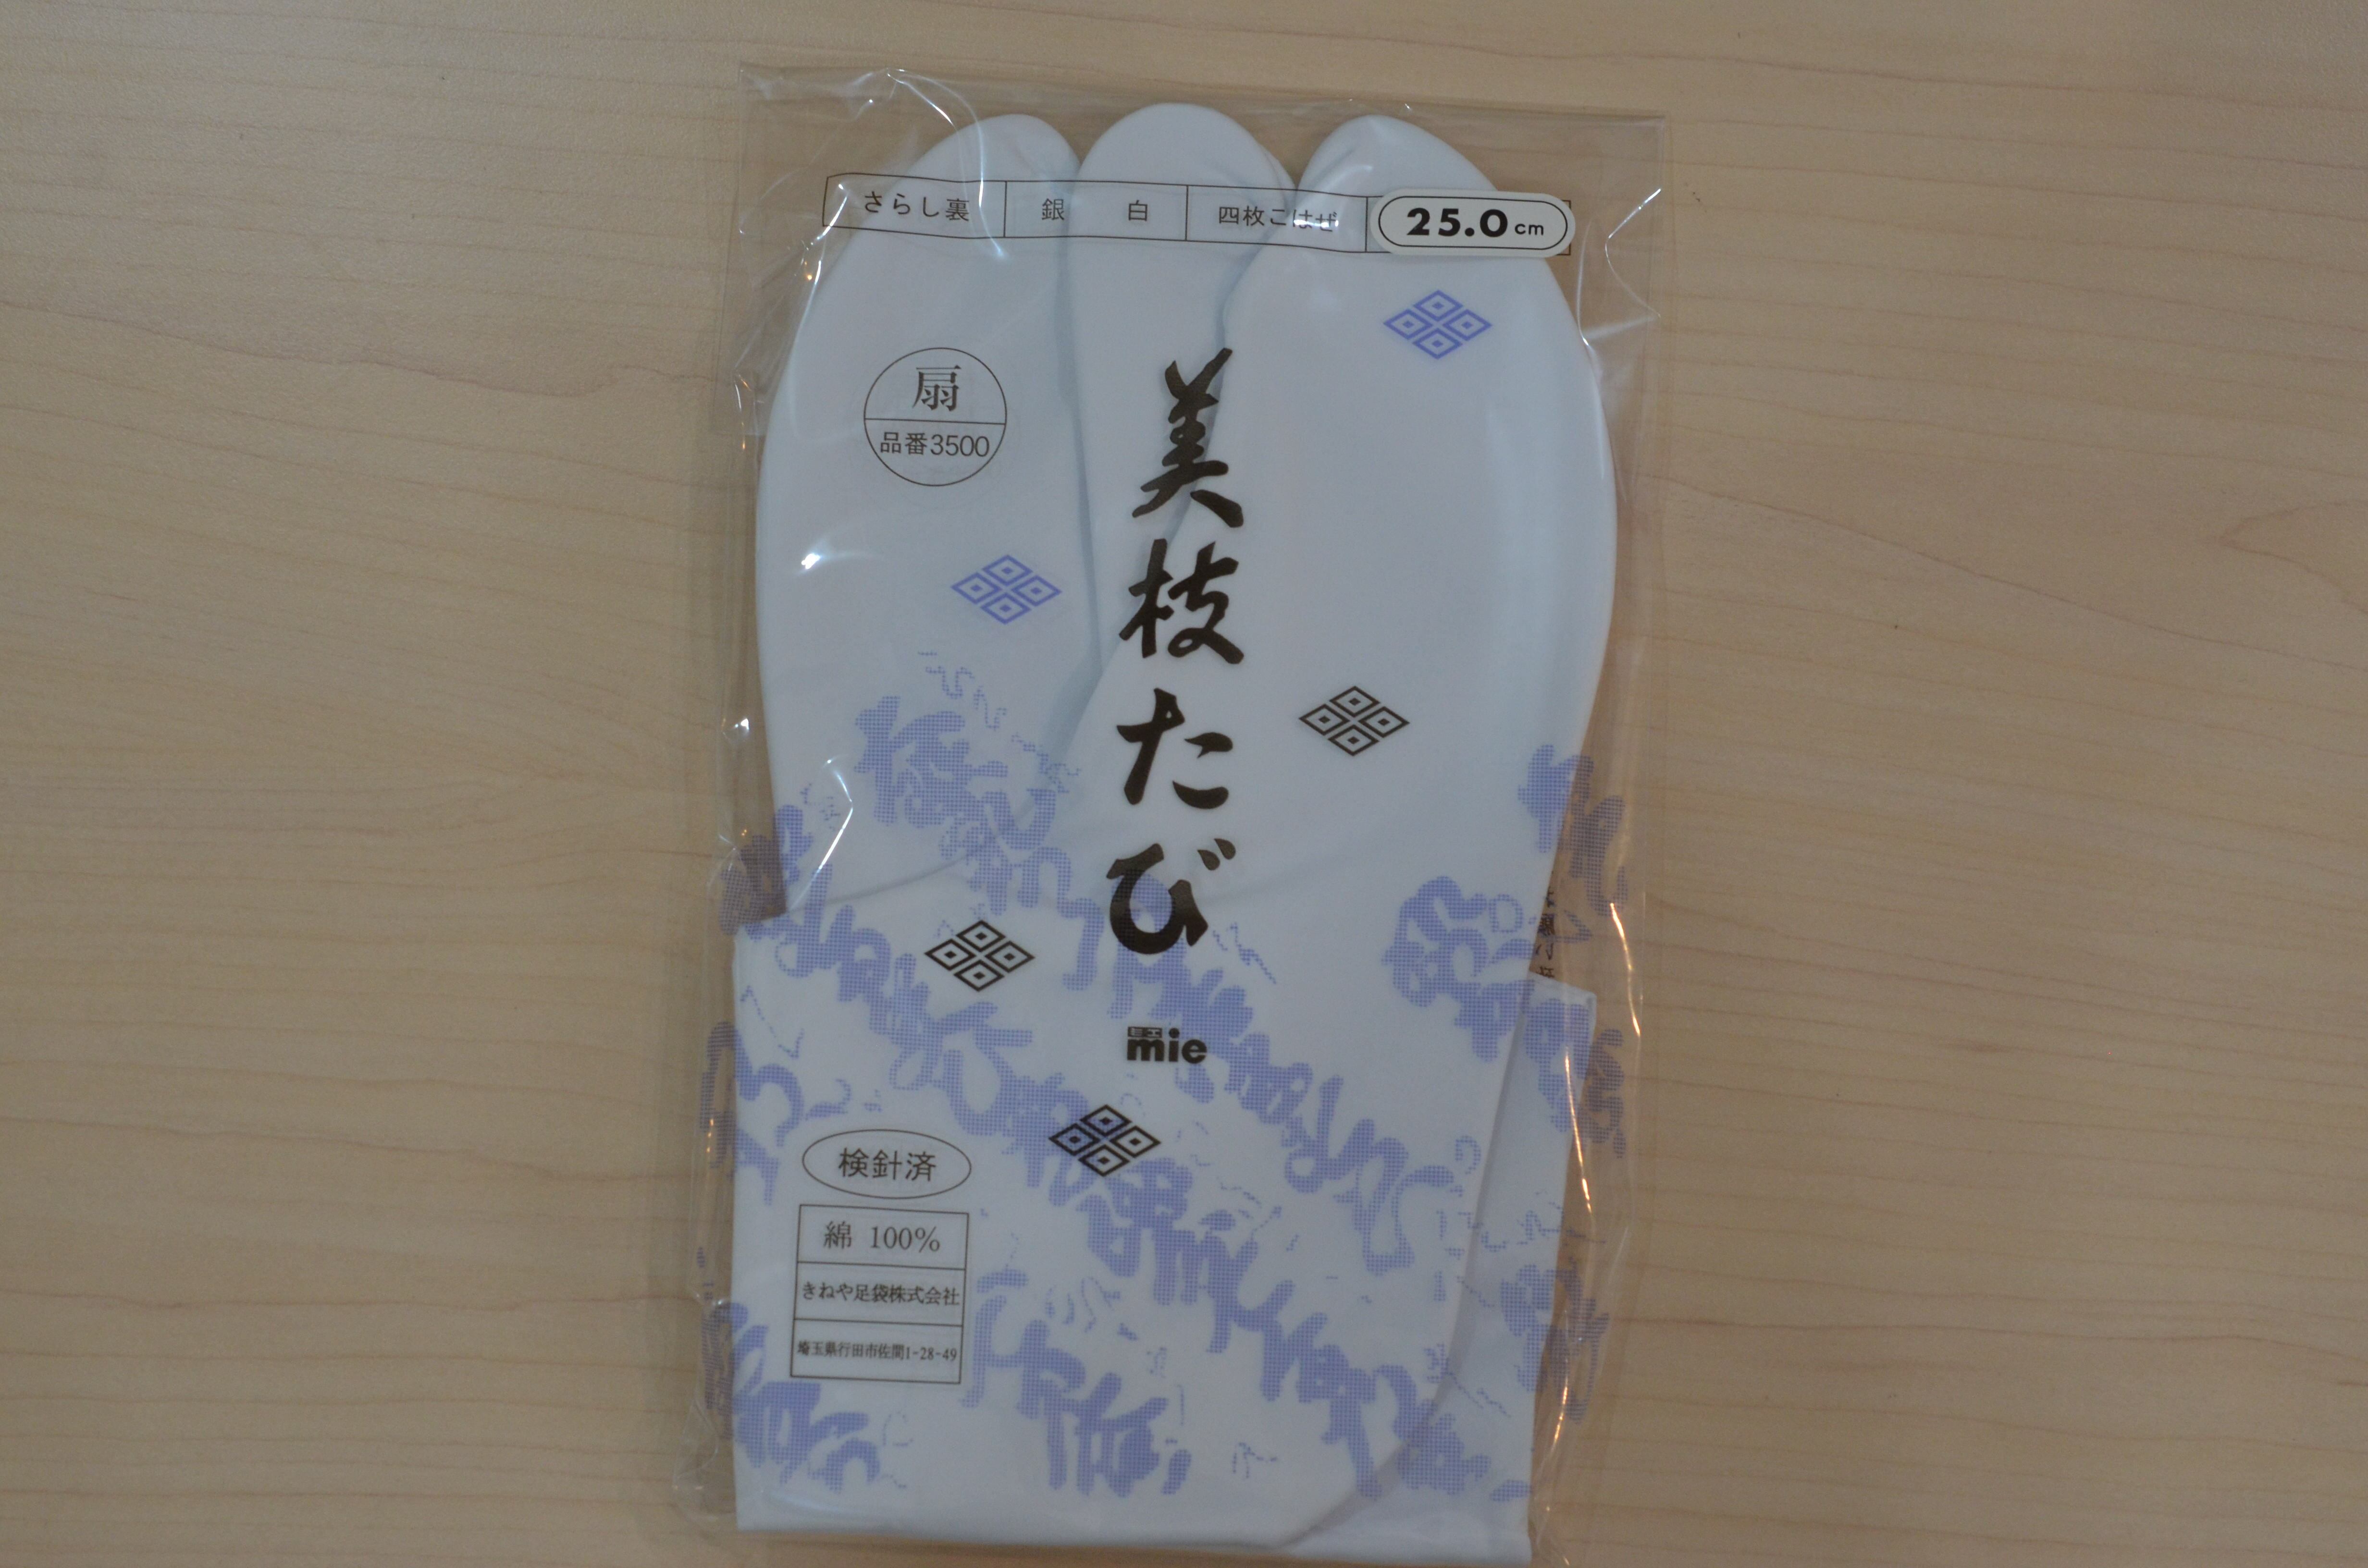 さらし裏 銀 白 四枚こはぜ 25.0cm
扇
品番3500
美枝たび
ミエ
mie
検針済
綿 100%
きねや足袋株式会社
埼玉県行田市佐間1-28-49